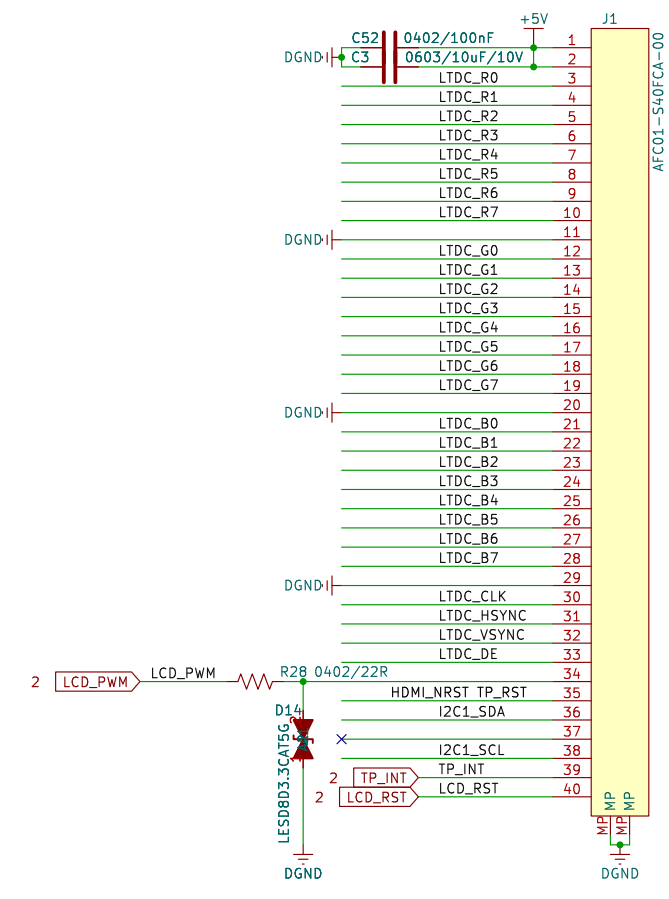 +5V
J1
C52 0402/100nF
1
DGND
C3 0603/10uF/10V
2
AFC01-S40FCA-00
LTDC_R0 3
LTDC_R1 4
LTDC_R2 5
LTDC_R3 6
LTDC_R4 7
LTDC_R5 8
LTDC_R6 9
LTDC_R7 10
DGND 11
LTDC_G0 12
LTDC_G1 13
LTDC_G2 14
LTDC_G3 15
LTDC_G4 16
LTDC_G5 17
LTDC_G6 18
LTDC_G7 19
DGND 20
LTDC_B0 21
LTDC_B1 22
LTDC_B2 23
LTDC_B3 24
LTDC_B4 25
LTDC_B5 26
LTDC_B6 27
LTDC_B7 28
DGND 29
LTDC_CLK 30
LTDC_HSYNC 31
LTDC_VSYNC 32
LTDC_DE 33
2 LCD_PWM LCD_PWM R28 0402/22R 34
HDMI_NRST TP_RST 35
D14 I2C1_SDA 36
LESD8D3.3CAT5G
37
I2C1_SCL 38
2 TP_INT TP_INT 39
2 LCD_RST LCD_RST 40
MP MP
MP MP
DGND DGND